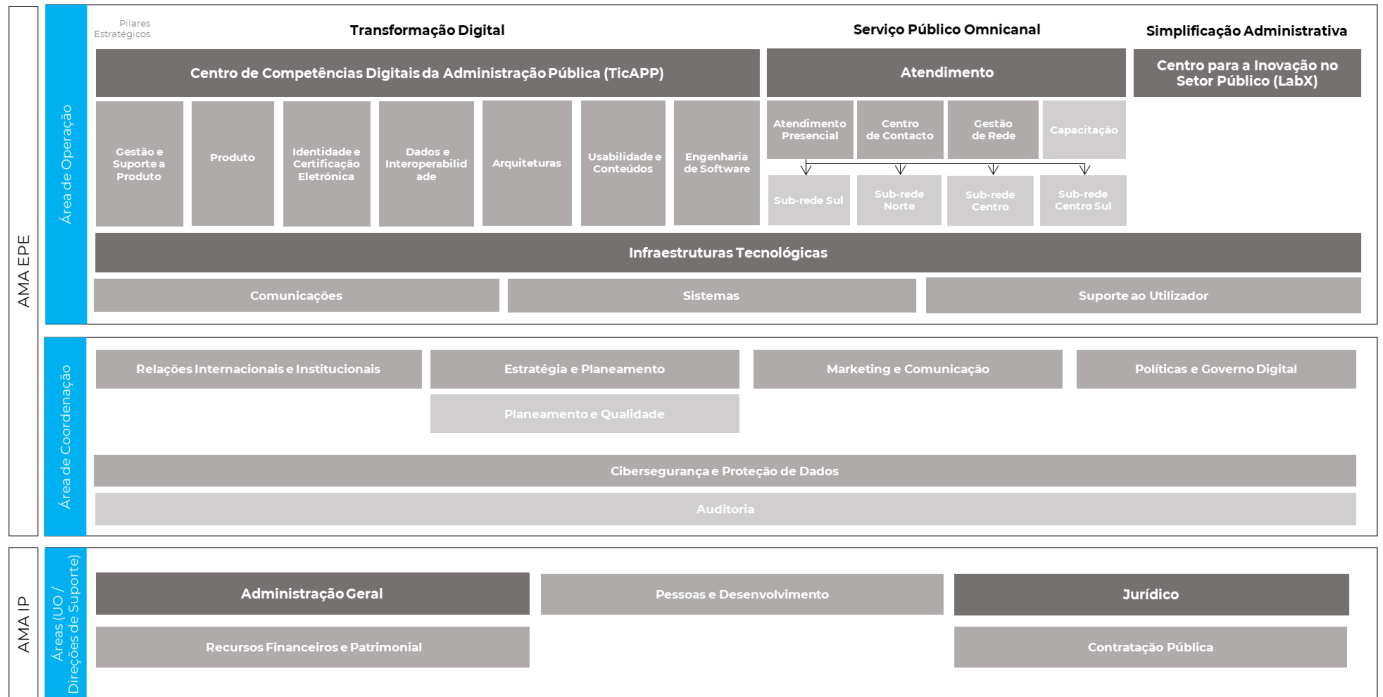 Pilares
Estratégicos
Transformação Digital
Serviço Público Omnicanal
Simplificação Administrativa
Centro de Competências Digitais da Administração Pública (TicAPP)
Atendimento
Centro para a Inovação no
Setor Público (LabX)
Gestão e
Suporte a
Produto
Produto
Identidade e
Certificação
Eletrónica
Dados e
Interoperabilid
ade
Arquiteturas
Usabilidade e
Conteúdos
Engenharia
de Software
Atendimento
Presencial
Centro
de Contacto
Gestão
de Rede
Capacitação
Sub-rede Sul
Sub-rede
Norte
Sub-rede
Centro
Sub-rede
Centro Sul
Infraestruturas Tecnológicas
Comunicações
Sistemas
Suporte ao Utilizador
Área de Operação
AMA EPE
Relações Internacionais e Institucionais
Estratégia e Planeamento
Marketing e Comunicação
Políticas e Governo Digital
Planeamento e Qualidade
Cibersegurança e Proteção de Dados
Auditoria
Área de Coordenação
AMA IP
Áreas (UO /
Direções de Suporte)
Administração Geral
Pessoas e Desenvolvimento
Jurídico
Recursos Financeiros e Patrimonial
Contratação Pública